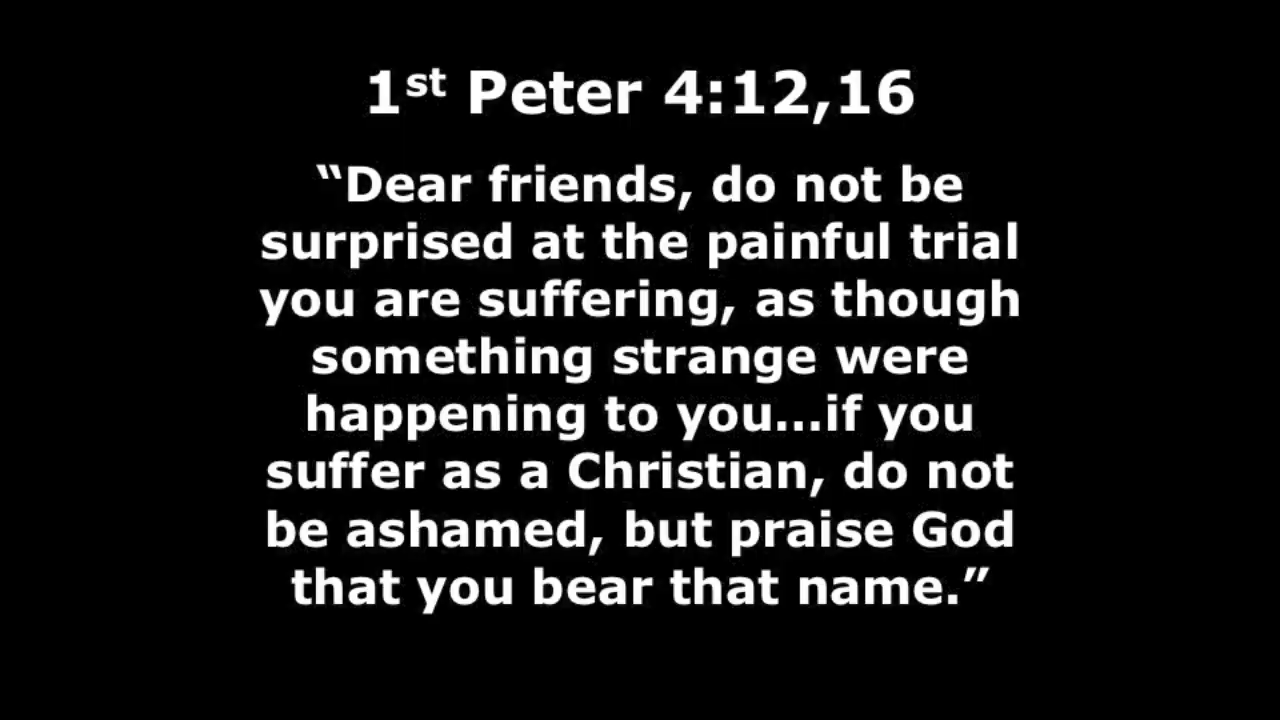 1st Peter 4:12,16
“Dear friends, do not be
surprised at the painful trial
you are suffering, as though
something strange were
happening to you…if you
suffer as a Christian, do not
be ashamed, but praise God
that you bear that name.”